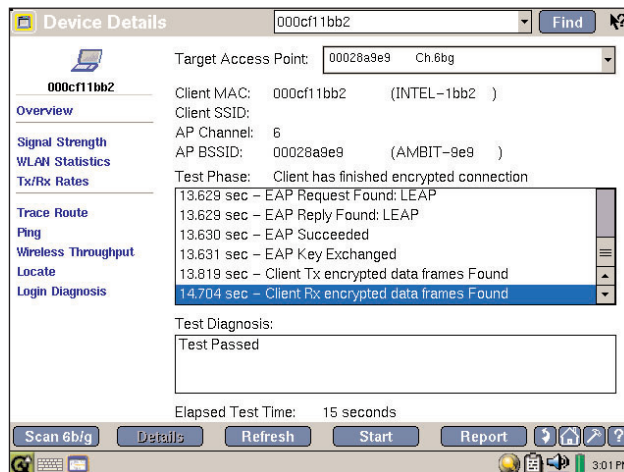 Device Details
000cf11bb2
Find
000cf11bb2
Overview
Signal Strength
WLAN Statistics
Tx/Rx Rates
Trace Route
Ping
Wireless Throughput
Locate
Login Diagnosis
Target Access Point: 00028a9e9 Ch.6bg
Client MAC: 000cf11bb2 (INTEL-1bb2 )
Client SSID:
AP Channel: 6
AP BSSID: 00028a9e9 (AMBIT-9e9 )
Test Phase: Client has finished encrypted connection
13.629 sec – EAP Request Found: LEAP
13.629 sec – EAP Reply Found: LEAP
13.630 sec – EAP Succeeded
13.631 sec – EAP Key Exchanged
13.819 sec – Client Tx encrypted data frames Found
14.704 sec – Client Rx encrypted data frames Found
Test Diagnosis:
Test Passed
Elapsed Test Time: 15 seconds
Scan 6b/g
Details
Refresh
Start
Report
?
3:01 PM